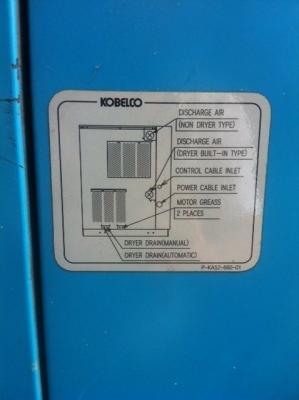 KOBELCO
DISCHARGE AIR
(NON DRYER TYPE)
DISCHARGE AIR
(DRYER BUILT-IN TYPE)
CONTROL CABLE INLET
POWER CABLE INLET
MOTOR GREASS
2 PLACES
DRYER DRAIN(MANUAL)
DRYER DRAIN(AUTOMATIC)
P-KA52-660-01